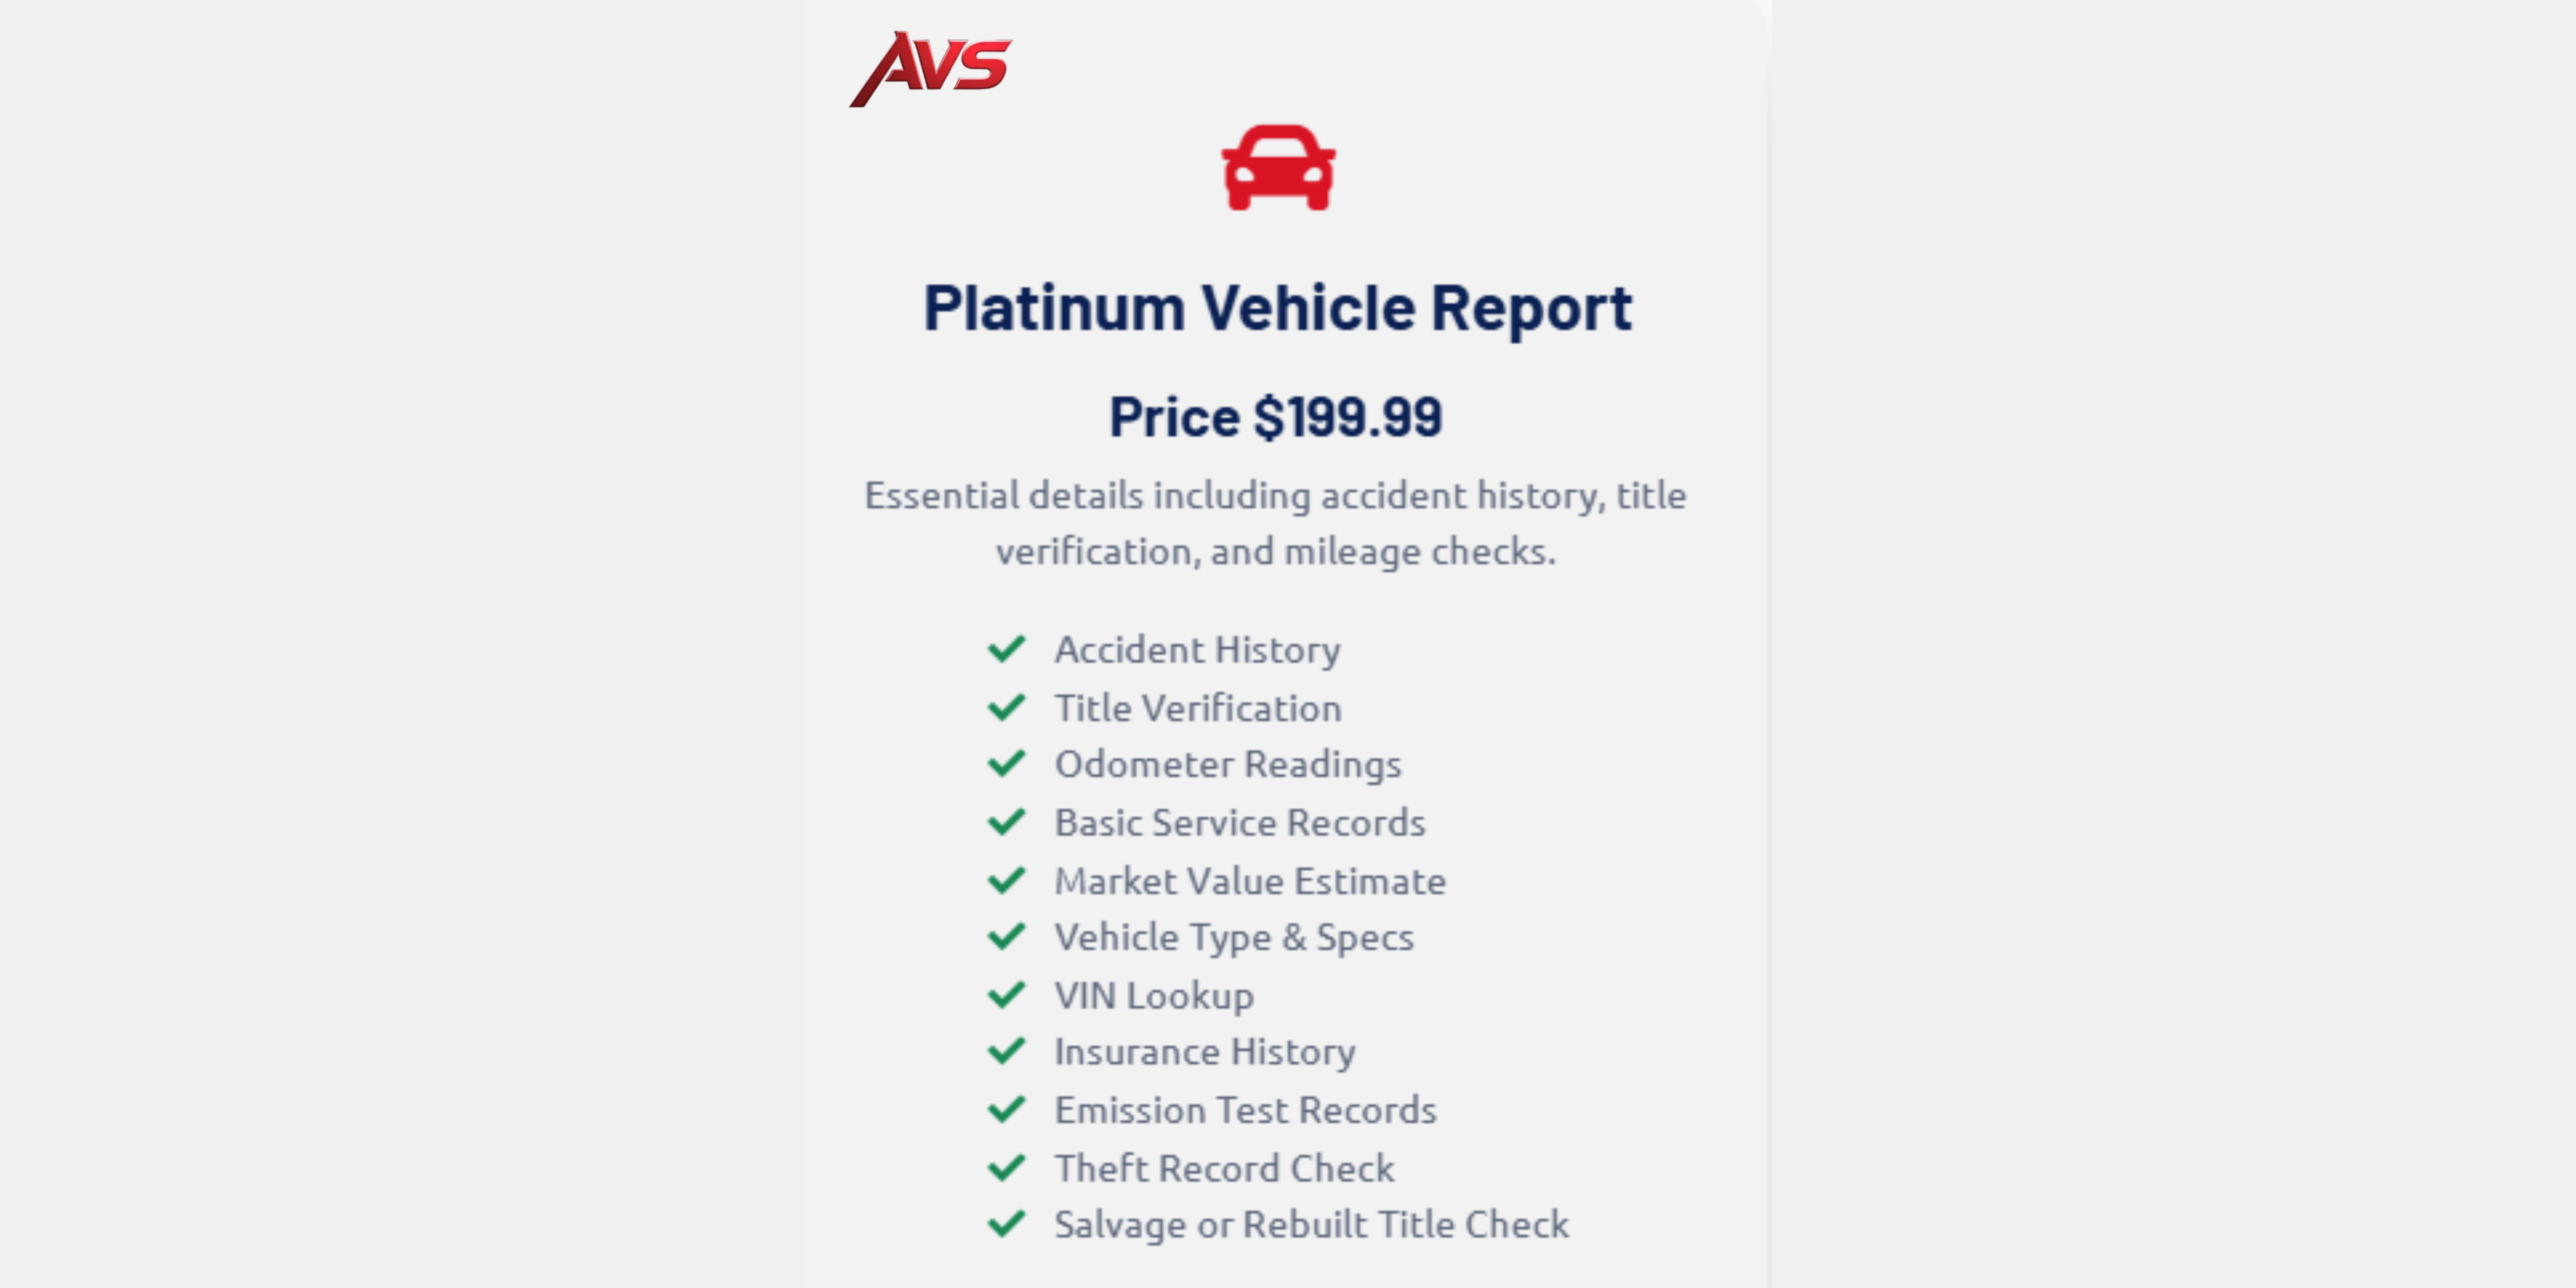 AVS
Platinum Vehicle Report
Price $199.99
Essential details including accident history, title
verification, and mileage checks.
Accident History
Title Verification
Odometer Readings
Basic Service Records
Market Value Estimate
Vehicle Type & Specs
VIN Lookup
Insurance History
Emission Test Records
Theft Record Check
Salvage or Rebuilt Title Check